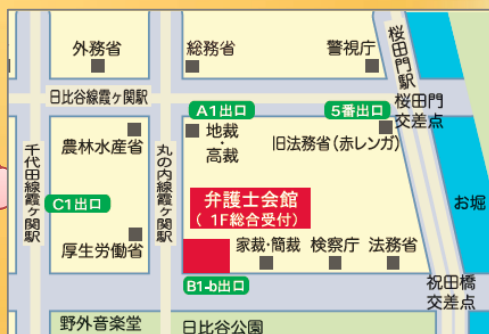 外務省
総務省
警視庁
桜田門駅
日比谷線霞ヶ関駅
A1出口
5番出口
桜田門
交差点
千代田線霞ヶ関駅
農林水産省
丸の内線霞ヶ関駅
地裁
・
高裁
旧法務省(赤レンガ)
C1出口
弁護士会館
( 1F総合受付)
お堀
厚生労働省
家裁・簡裁
検察庁
法務省
B1-b出口
祝田橋
交差点
野外音楽堂
日比谷公園